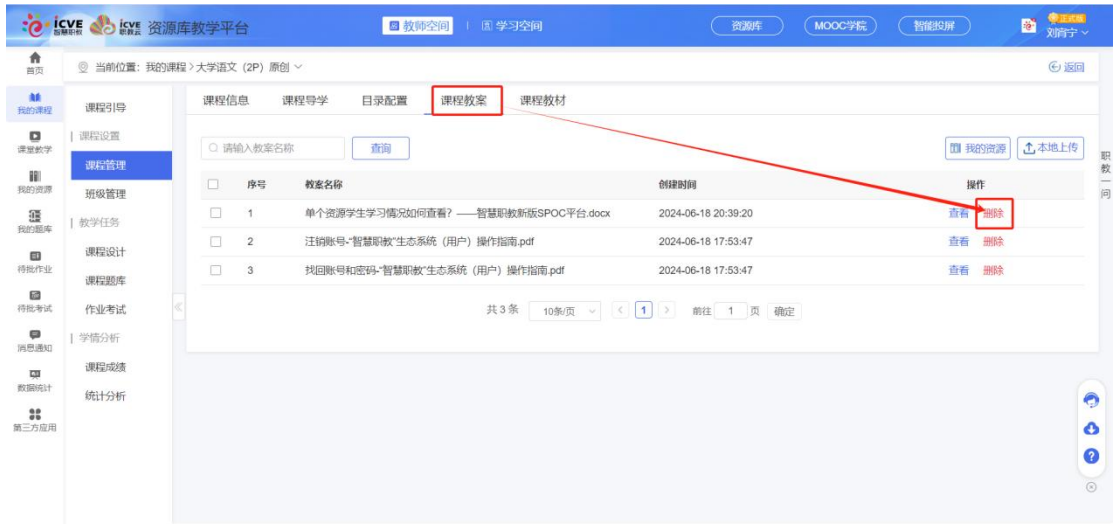 icve 智慧职教 icve 职教云 资源库教学平台 教师空间 学习空间 资源库 MOOC学院 智能投屏 正式版
刘肯宁
首页 当前位置：我的课程 > 大学语文（2P）原创 返回
我的课程
课堂教学
我的资源
我的题库
待批作业
待批考试
消息通知
数据统计
第三方应用
课程引导
课程设置
课程管理
班级管理
教学任务
课程设计
课程题库
作业考试
学情分析
课程成绩
统计分析
课程信息 课程导学 目录配置 课程教案 课程教材
请输入教案名称 查询 我的资源 本地上传
序号 教案名称 创建时间 操作
1 单个资源学生学习情况如何查看？——智慧职教新版SPOC平台.docx 2024-06-18 20:39:20 查看 删除
2 注销账号-“智慧职教”生态系统（用户）操作指南.pdf 2024-06-18 17:53:47 查看 删除
3 找回账号和密码-“智慧职教”生态系统（用户）操作指南.pdf 2024-06-18 17:53:47 查看 删除
共 3 条 10条/页 < 1 > 前往 1 页 确定
职教一问